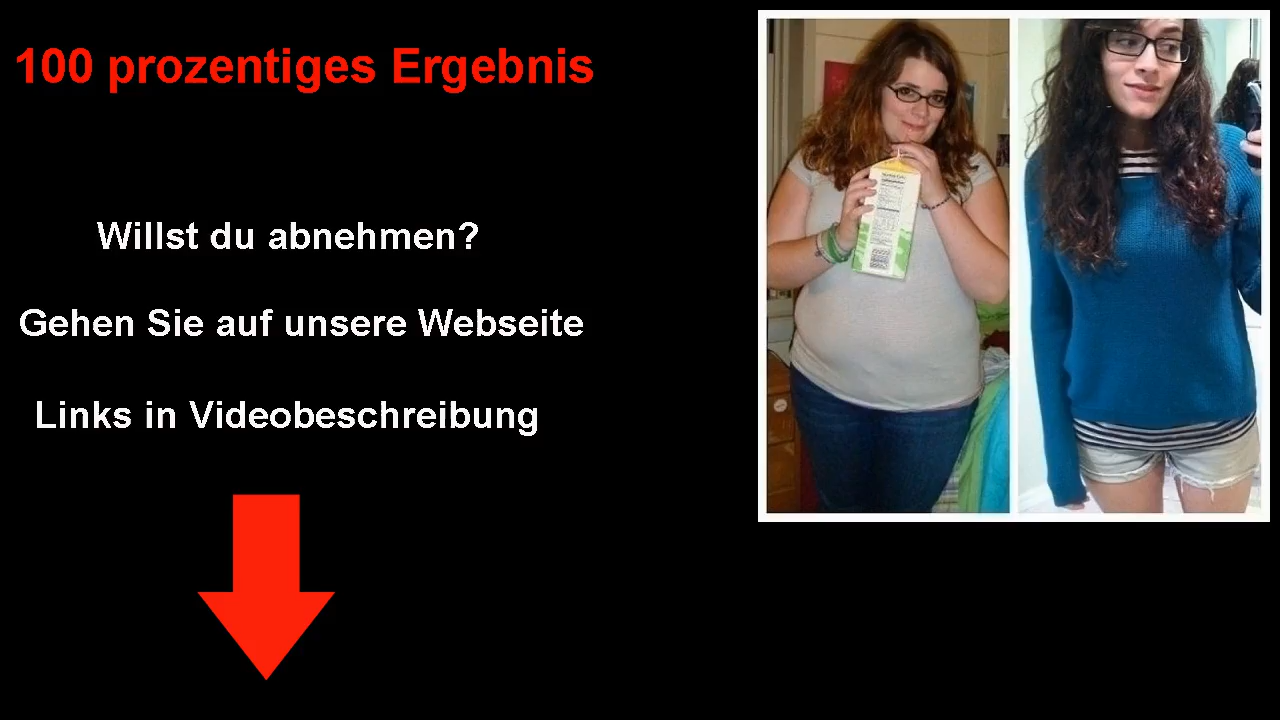 100 prozentiges Ergebnis
Willst du abnehmen?
Gehen Sie auf unsere Webseite
Links in Videobeschreibung